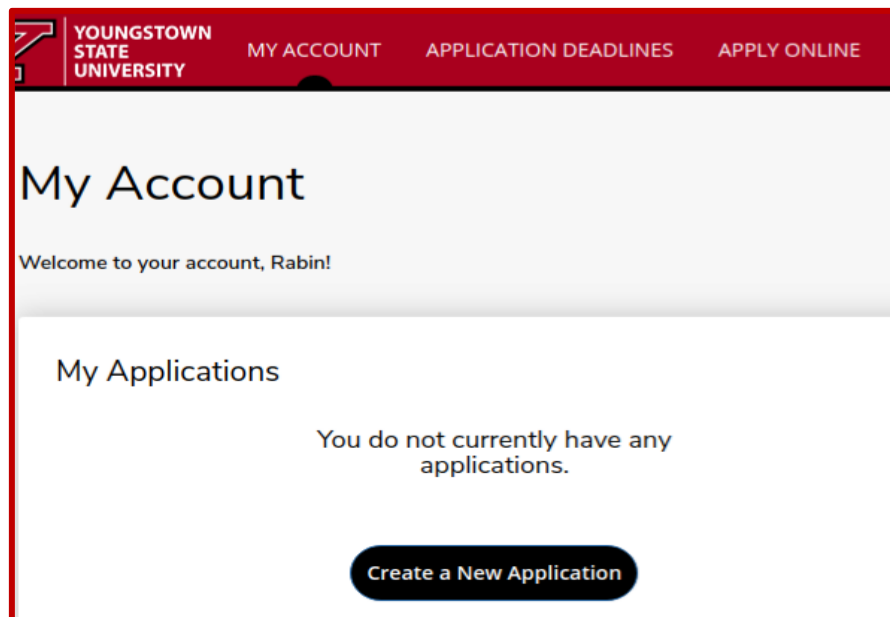 YOUNGSTOWN
STATE
UNIVERSITY
MY ACCOUNT APPLICATION DEADLINES APPLY ONLINE
My Account
Welcome to your account, Rabin!
My Applications
You do not currently have any
applications.
Create a New Application